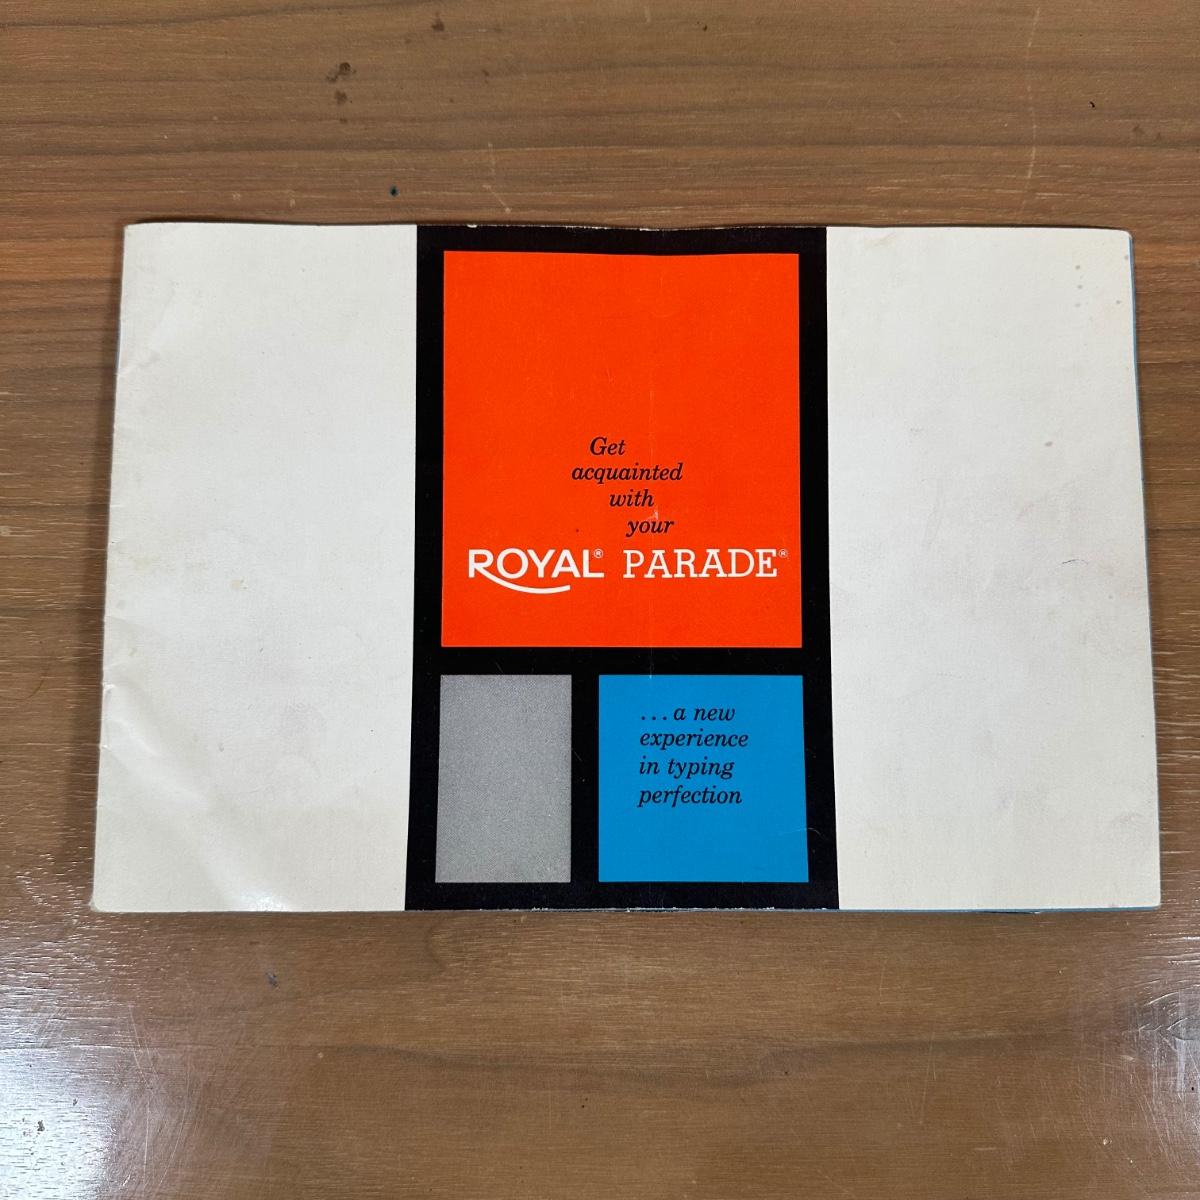 Get
acquainted
with
your
ROYAL® PARADE®
...a new
experience
in typing
perfection